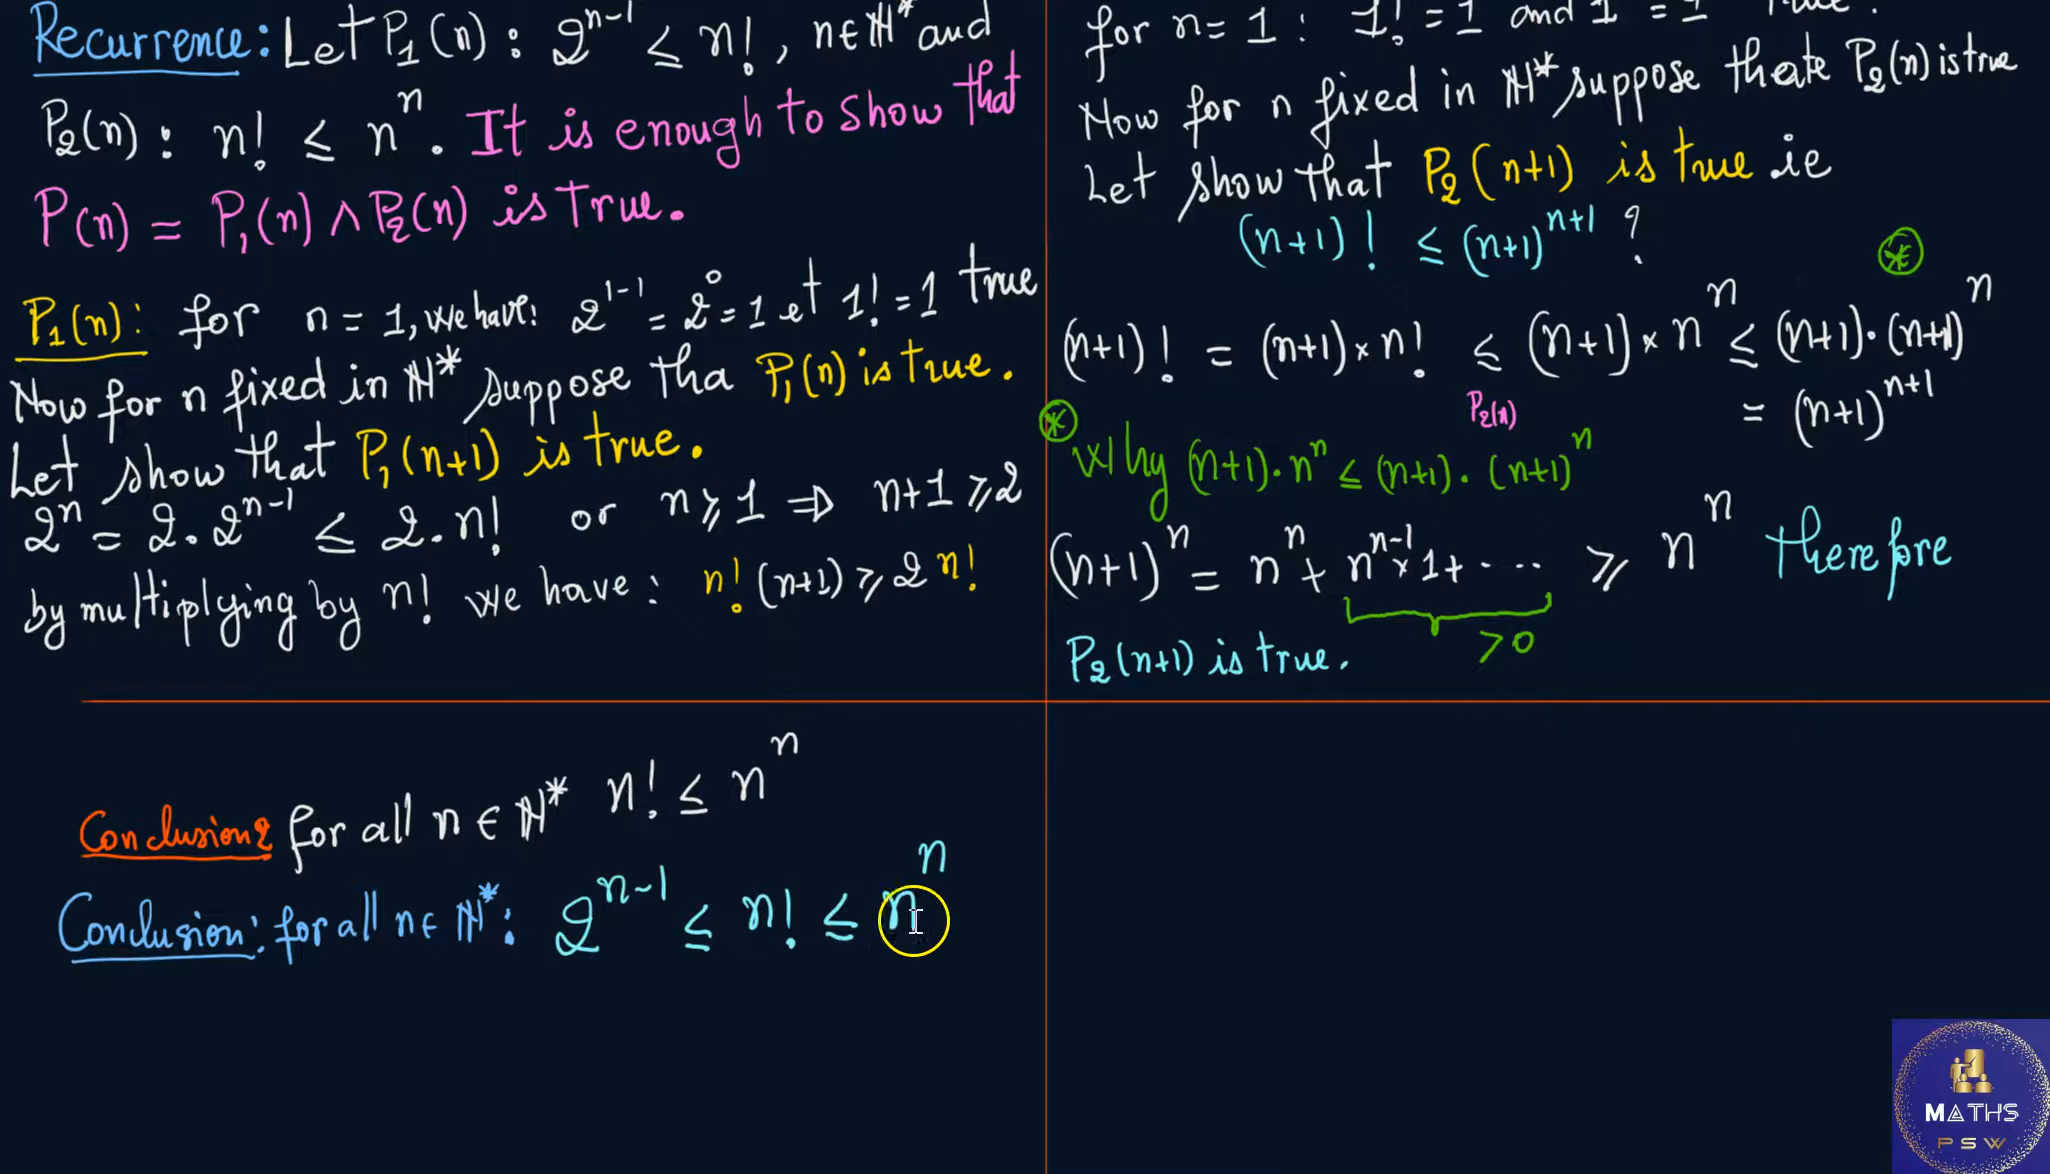 Recurrence: Let P₁(n): 2ⁿ⁻¹ ≤ n!, n∈ℕ* and
P₂(n): n! ≤ nⁿ. It is enough to show that
P(n) = P₁(n) ∧ P₂(n) is true.
P₁(n): for n = 1, we have: 2¹⁻¹ = 2⁰ = 1 et 1! = 1 true
Now for n fixed in ℕ* suppose tha P₁(n) is true.
Let show that P₁(n+1) is true.
2ⁿ = 2 . 2ⁿ⁻¹ ≤ 2 . n! or n ⩾ 1 ⇒ n+1 ⩾ 2
by multiplying by n! we have: n! (n+1) ⩾ 2 n!
for n = 1 : 1! = 1 and 1 = 1 True.
Now for n fixed in ℕ* suppose thate P₂(n) is true
Let show that P₂(n+1) is true ie
(n+1)! ≤ (n+1)ⁿ⁺¹ ?
(n+1)! = (n+1) × n! ≤ (n+1) × nⁿ ≤ (n+1) . (n+1)ⁿ *
P₂(n) = (n+1)ⁿ⁺¹
* Why (n+1) . nⁿ ≤ (n+1) . (n+1)ⁿ
(n+1)ⁿ = nⁿ + nⁿ⁻¹ × 1 + ..... ⩾ nⁿ therefore
> 0
P₂(n+1) is true.
Conclusion: for all n ∈ ℕ* n! ≤ nⁿ
Conclusion: for all n ∈ ℕ*: 2ⁿ⁻¹ ≤ n! ≤ nⁿ
MATHS
PSW